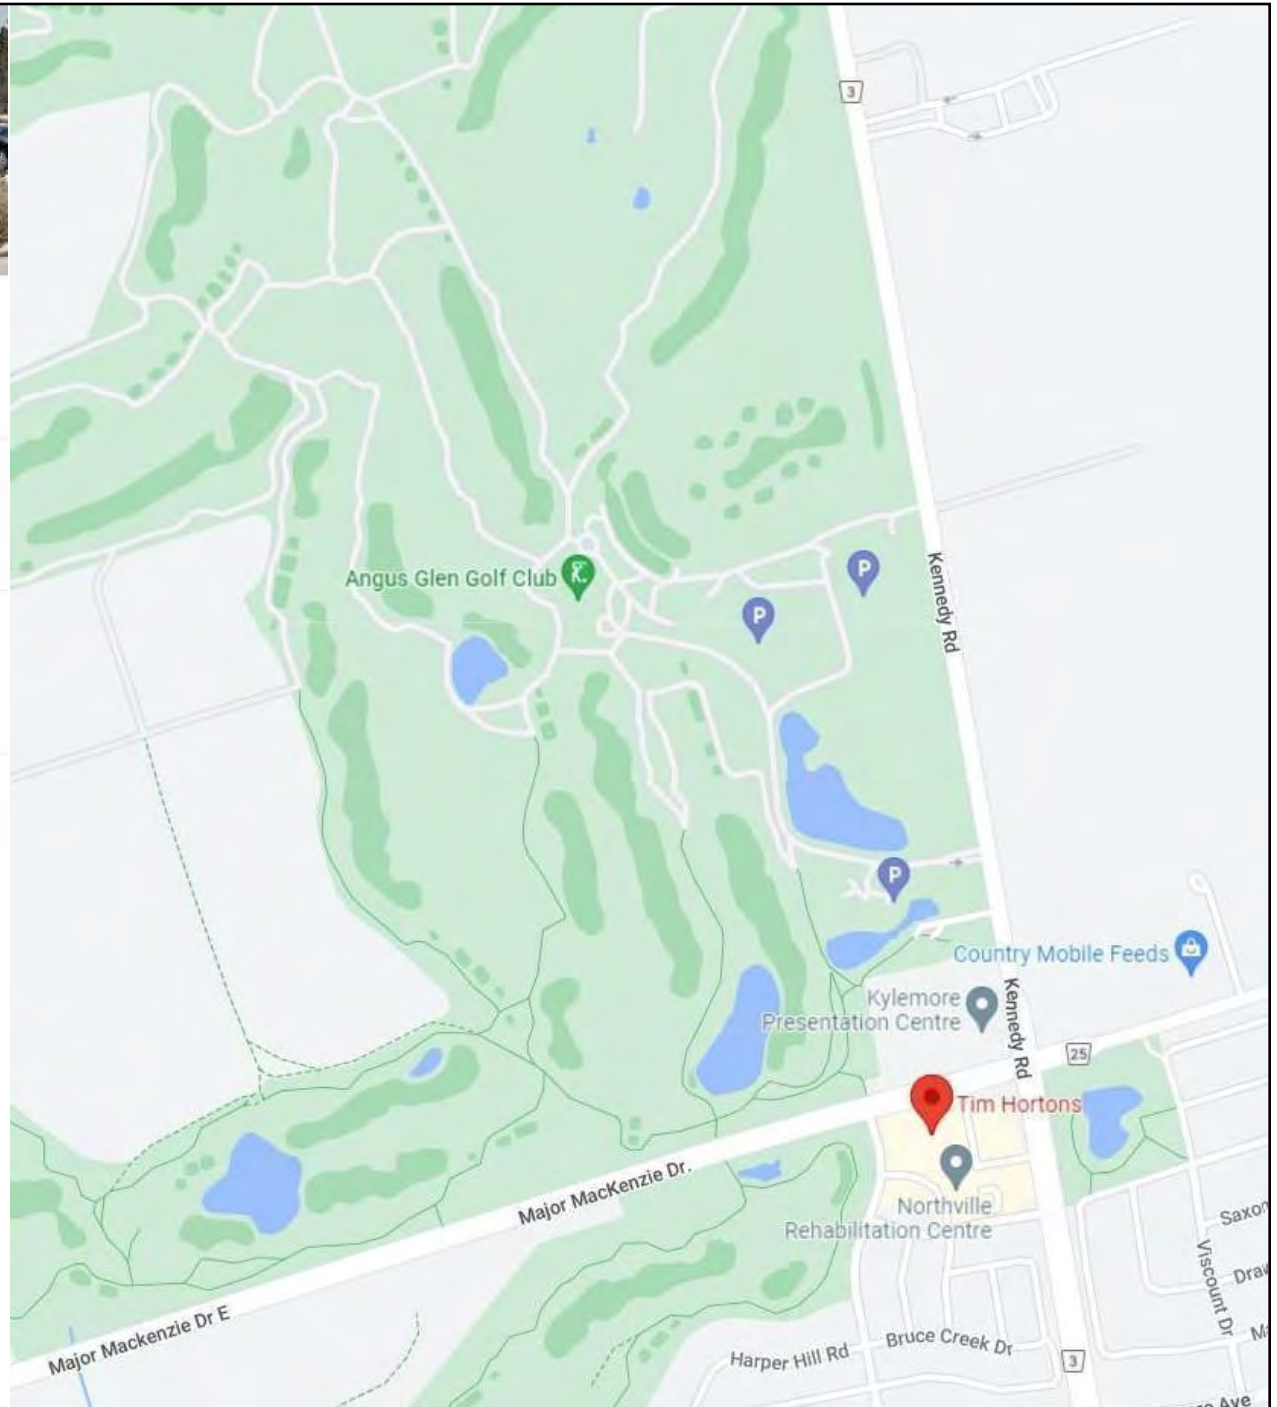 3
Angus Glen Golf Club
P
P
Kennedy Rd
P
Country Mobile Feeds
Kylemore
Presentation Centre
Kennedy Rd
25
Tim Hortons
Major MacKenzie Dr.
Northville
Rehabilitation Centre
Saxon
Viscount Dr
Major Mackenzie Dr E
Harper Hill Rd
Bruce Creek Dr
3
Ave